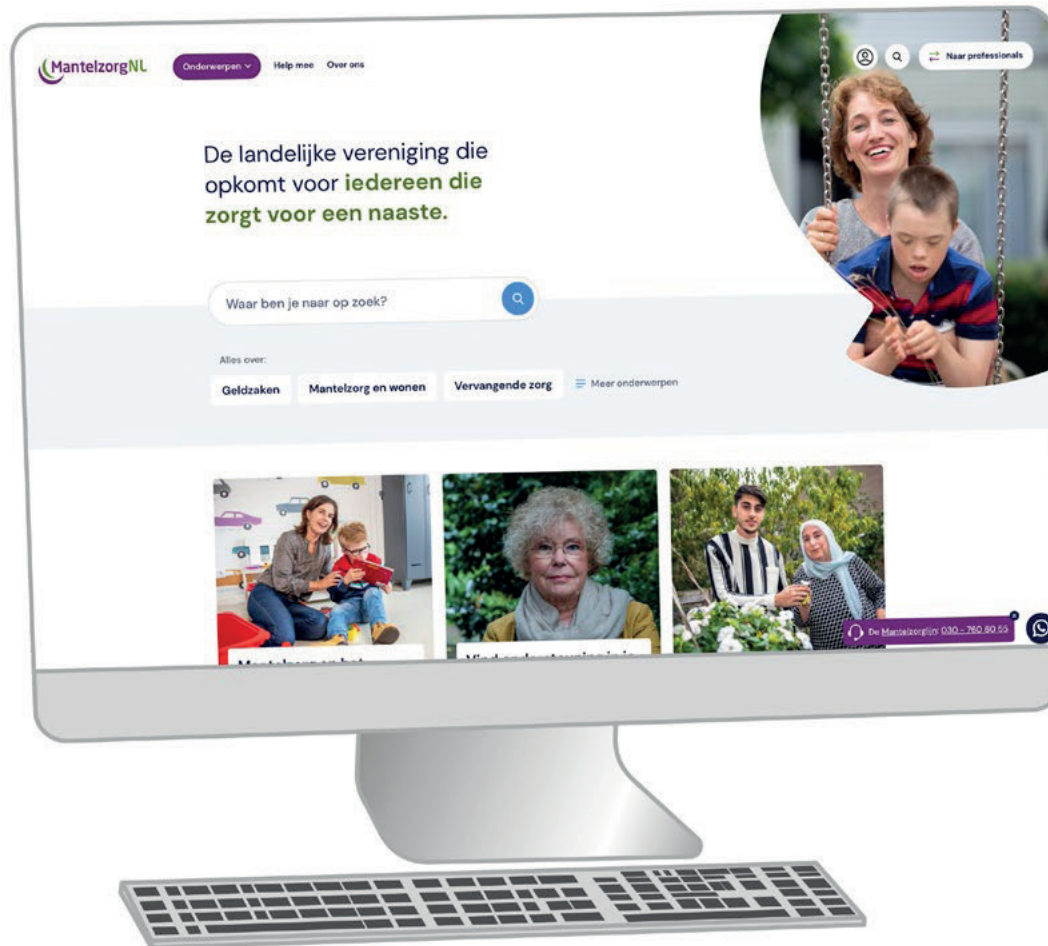 MantelzorgNL
Onderwerpen
Help mee
Over ons
Naar professionals
De landelijke vereniging die
opkomt voor iedereen die
zorgt voor een naaste.
Waar ben je naar op zoek?
Alles over:
Geldzaken
Mantelzorg en wonen
Vervangende zorg
Meer onderwerpen
De Mantelzorglijn: 030 - 760 60 55